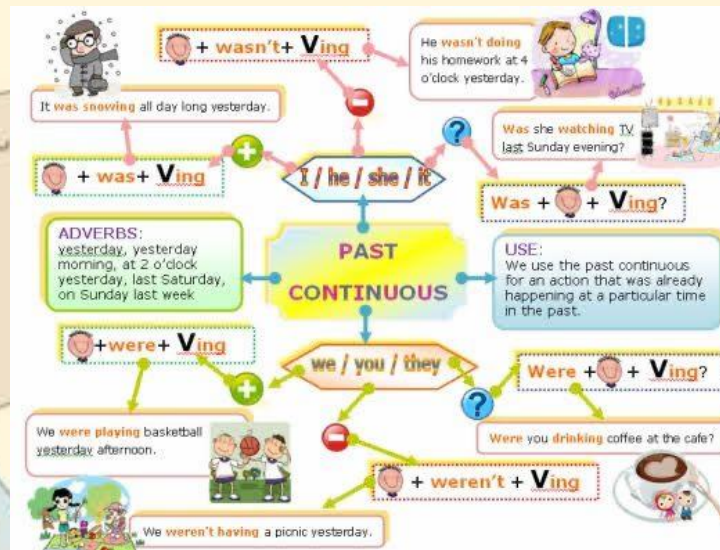 + wasn't+ Ving
He wasn't doing
his homework at 4
o'clock yesterday.
It was snowing all day long yesterday.
Was she watching TV
last Sunday evening?
+ was+ Ving
I / he / she / it
Was + + Ving?
ADVERBS:
yesterday, yesterday
morning, at 2 o'clock
yesterday, last Saturday,
on Sunday last week
PAST
CONTINUOUS
USE:
We use the past continuous
for an action that was already
happening at a particular time
in the past.
+were+ Ving
we / you / they
Were + + Ving?
We were playing basketball
yesterday afternoon.
Were you drinking coffee at the cafe?
+ weren't + Ving
We weren't having a picnic yesterday.